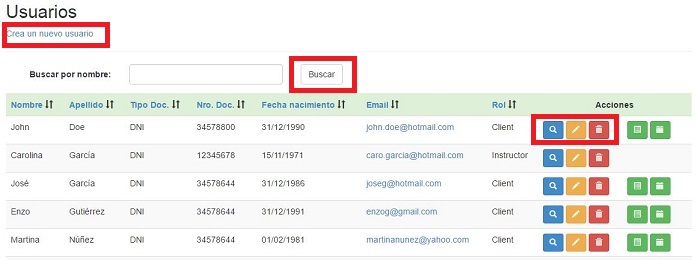 Usuarios
Crea un nuevo usuario
Buscar por nombre: Buscar
Nombre Apellido Tipo Doc. Nro. Doc. Fecha nacimiento Email Rol Acciones
John Doe DNI 34578800 31/12/1990 john.doe@hotmail.com Client
Carolina García DNI 12345678 15/11/1971 caro.garcia@hotmail.com Instructor
José García DNI 34578644 31/12/1986 joseg@hotmail.com Client
Enzo Gutiérrez DNI 34578644 31/12/1991 enzog@gmail.com Client
Martina Núñez DNI 34578644 01/02/1981 martinanunez@yahoo.com Client